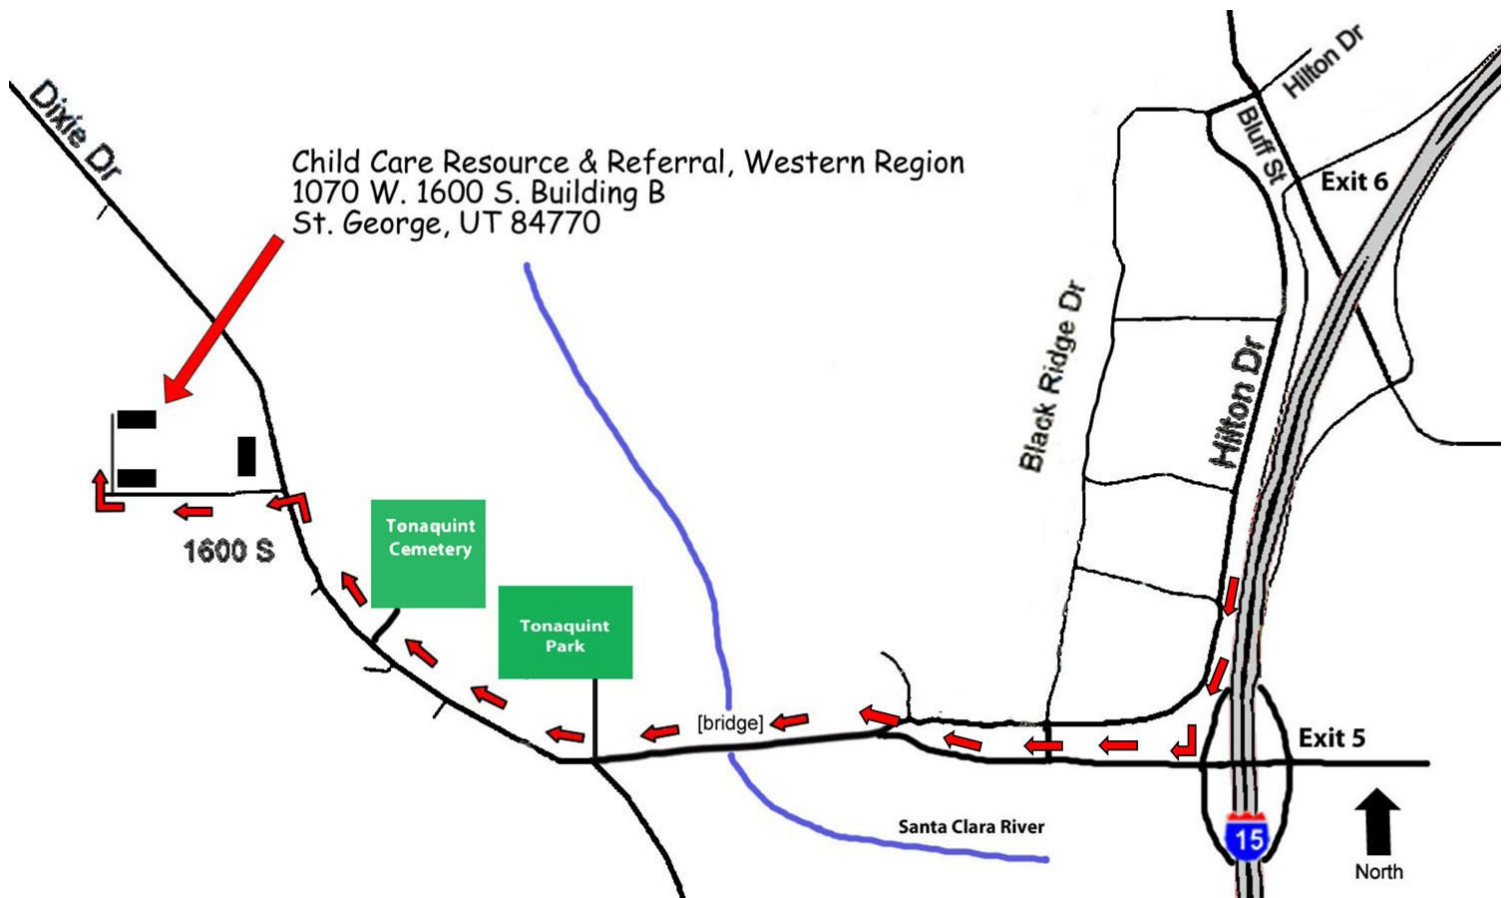 Dixie Dr
Child Care Resource & Referral, Western Region
1070 W. 1600 S. Building B
St. George, UT 84770
Hilton Dr
Bluff St
Exit 6
Black Ridge Dr
Hilton Dr
1600 S
Tonaquint
Cemetery
Tonaquint
Park
[bridge]
Exit 5
Santa Clara River
15
North